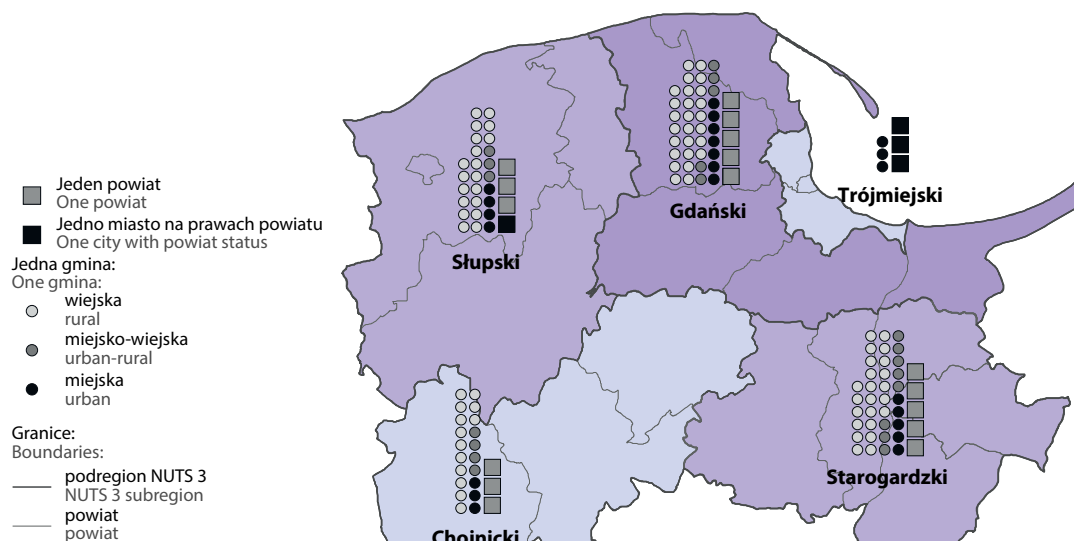 Jeden powiat
One powiat
Jedno miasto na prawach powiatu
One city with powiat status
Jedna gmina:
One gmina:
wiejska
rural
miejsko-wiejska
urban-rural
miejska
urban
Granice:
Boundaries:
podregion NUTS 3
NUTS 3 subregion
powiat
powiat
Słupski
Gdański
Trójmiejski
Starogardzki
Chojnicki